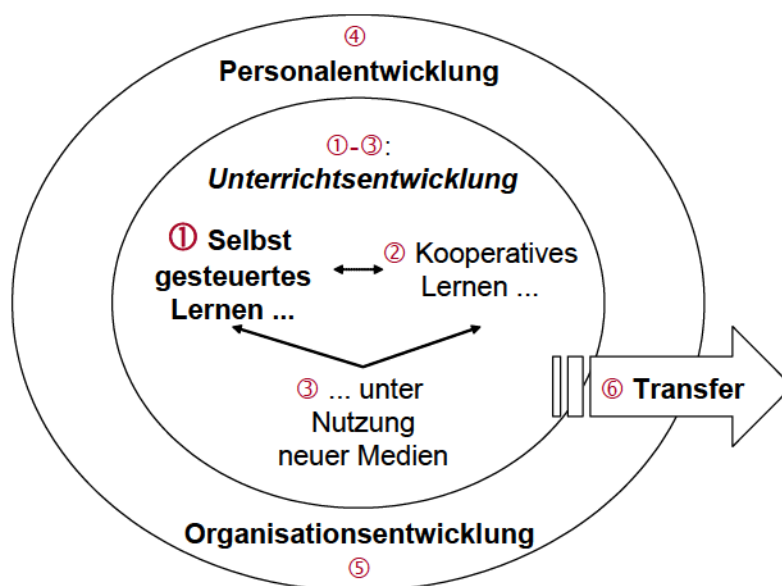 ④
Personalentwicklung
①-③:
Unterrichtsentwicklung
① Selbst
gesteuertes
Lernen ...
② Kooperatives
Lernen ...
③ ... unter
Nutzung
neuer Medien
⑥ Transfer
Organisationsentwicklung
⑤